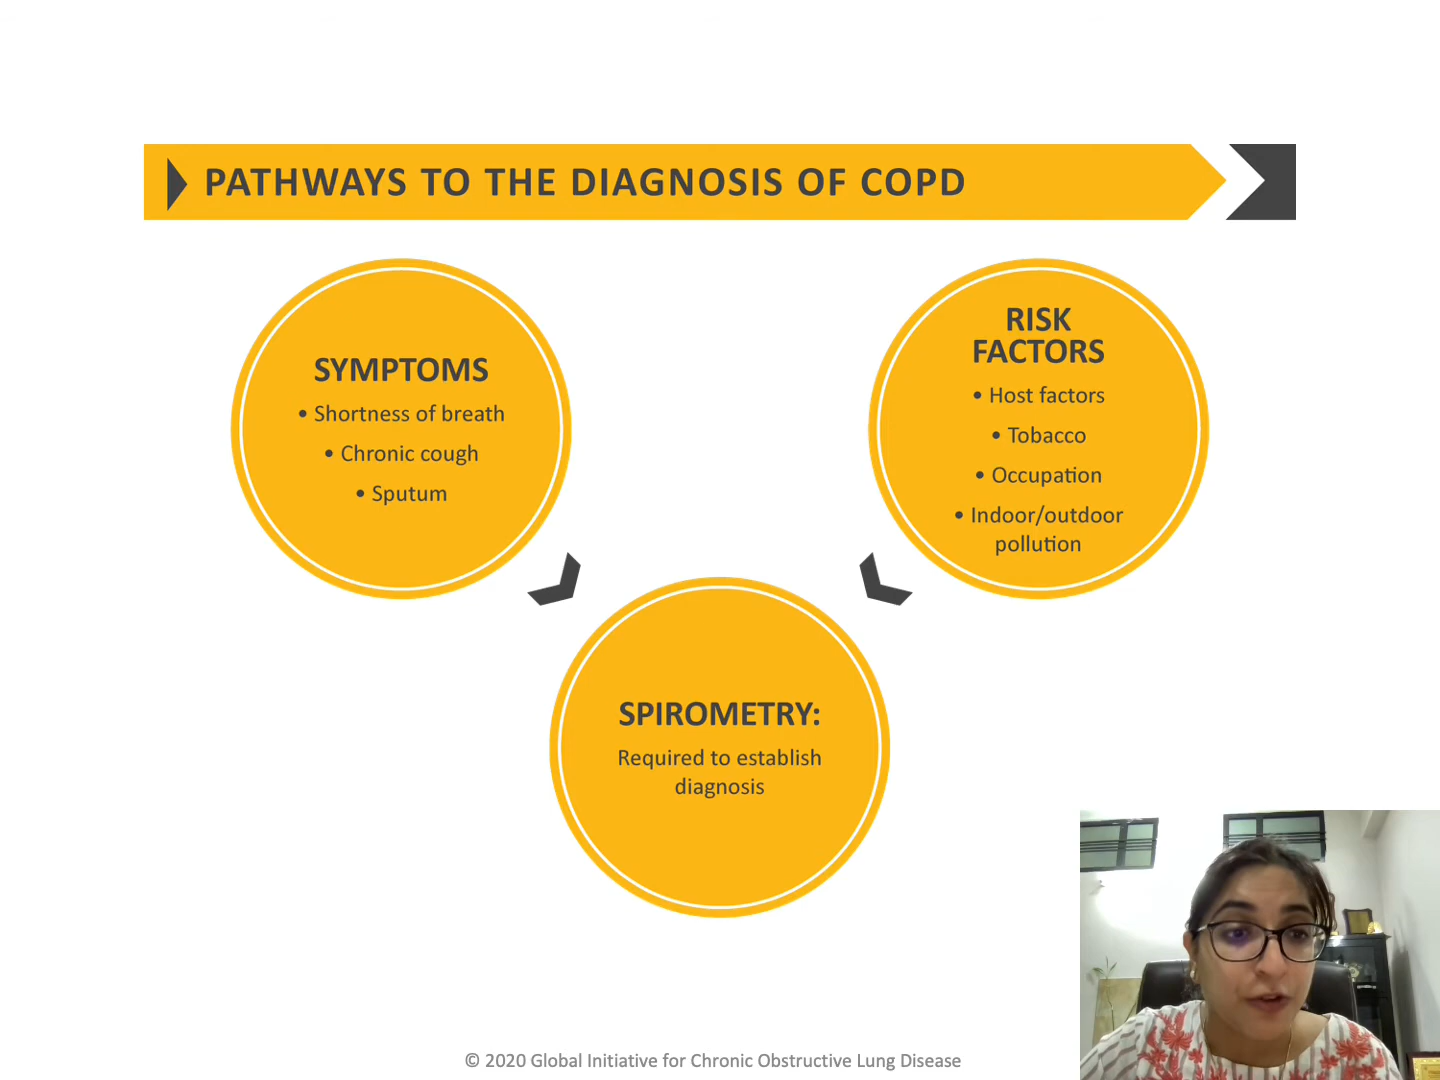 PATHWAYS TO THE DIAGNOSIS OF COPD
SYMPTOMS
• Shortness of breath
• Chronic cough
• Sputum
RISK
FACTORS
• Host factors
• Tobacco
• Occupation
• Indoor/outdoor
pollution
SPIROMETRY:
Required to establish
diagnosis
© 2020 Global Initiative for Chronic Obstructive Lung Disease